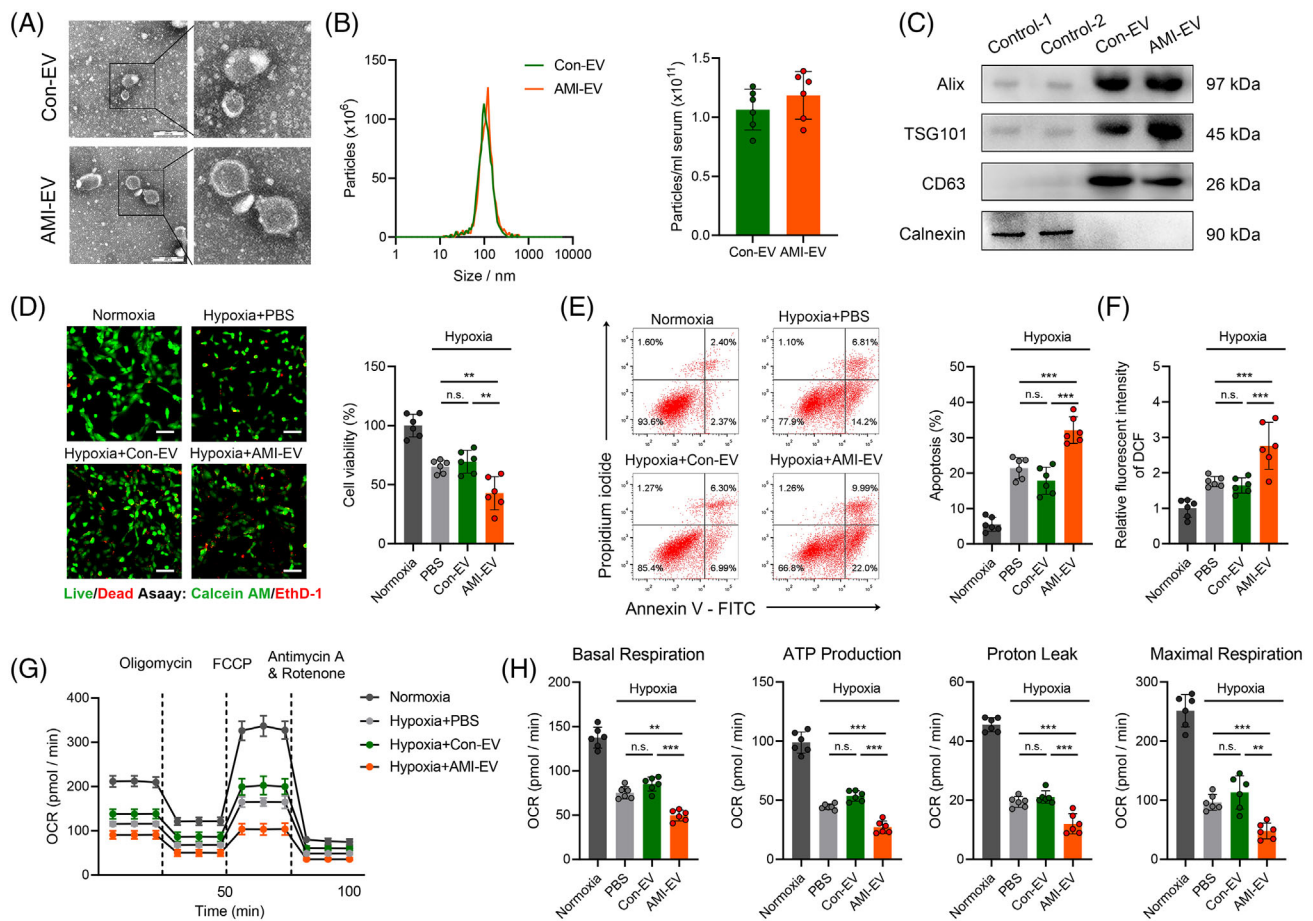 (A)
Con-EV
AMI-EV
(B)
Particles (x10⁶)
150
100
50
0
1 10 100 1000 10000
Size / nm
Con-EV
AMI-EV
Particles/ml serum (x10¹¹)
1.5
1.0
0.5
0.0
Con-EV AMI-EV
(C)
Control-1 Control-2 Con-EV AMI-EV
Alix 97 kDa
TSG101 45 kDa
CD63 26 kDa
Calnexin 90 kDa
(D)
Normoxia Hypoxia+PBS
Hypoxia+Con-EV Hypoxia+AMI-EV
Live/Dead Asaay: Calcein AM/EthD-1
Hypoxia
**
n.s. **
Cell viability (%)
150
100
50
0
Normoxia PBS Con-EV AMI-EV
(E)
Propidium iodide
Normoxia Hypoxia+PBS
1.60% 2.40% 1.10% 6.81%
93.6% 2.37% 77.9% 14.2%
Hypoxia+Con-EV Hypoxia+AMI-EV
1.27% 6.30% 1.26% 9.99%
85.4% 6.99% 66.8% 22.0%
Annexin V - FITC
Hypoxia
***
n.s. ***
Apoptosis (%)
50
40
30
20
10
0
Normoxia PBS Con-EV AMI-EV
(F)
Hypoxia
***
n.s. ***
Relative fluorescent intensity
of DCF
5
4
3
2
1
0
Normoxia PBS Con-EV AMI-EV
(G)
Oligomycin FCCP Antimycin A
& Rotenone
OCR (pmol / min)
400
300
200
100
0
50 100
Time (min)
Normoxia
Hypoxia+PBS
Hypoxia+Con-EV
Hypoxia+AMI-EV
(H)
Basal Respiration
Hypoxia
**
n.s. ***
OCR (pmol / min)
200
150
100
50
0
Normoxia PBS Con-EV AMI-EV
ATP Production
Hypoxia
***
n.s. ***
OCR (pmol / min)
150
100
50
0
Normoxia PBS Con-EV AMI-EV
Proton Leak
Hypoxia
***
n.s. ***
OCR (pmol / min)
60
40
20
0
Normoxia PBS Con-EV AMI-EV
Maximal Respiration
Hypoxia
***
n.s. **
OCR (pmol / min)
300
200
100
0
Normoxia PBS Con-EV AMI-EV